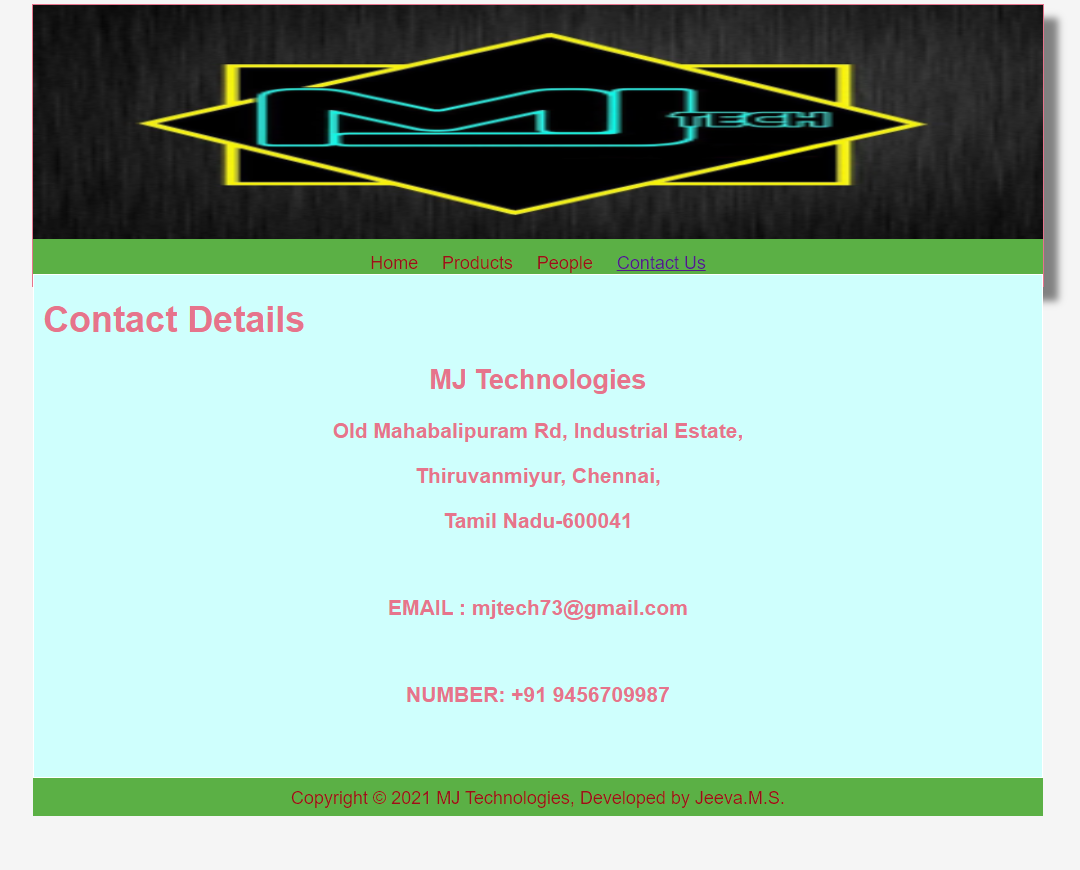 MJ TECH
Home Products People Contact Us
Contact Details
MJ Technologies
Old Mahabalipuram Rd, Industrial Estate,
Thiruvanmiyur, Chennai,
Tamil Nadu-600041
EMAIL : mjtech73@gmail.com
NUMBER: +91 9456709987
Copyright © 2021 MJ Technologies, Developed by Jeeva.M.S.